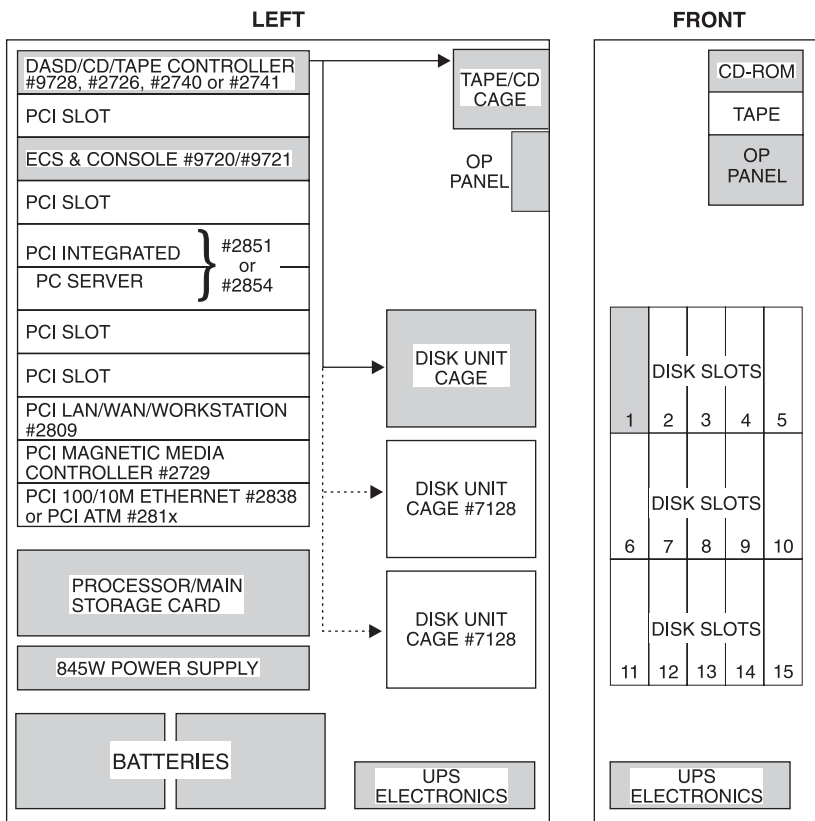 LEFT
DASD/CD/TAPE CONTROLLER
#9728, #2726, #2740 or #2741
PCI SLOT
ECS & CONSOLE #9720/#9721
PCI SLOT
PCI INTEGRATED
PC SERVER
#2851
or
#2854
PCI SLOT
PCI SLOT
PCI LAN/WAN/WORKSTATION
#2809
PCI MAGNETIC MEDIA
CONTROLLER #2729
PCI 100/10M ETHERNET #2838
or PCI ATM #281x
PROCESSOR/MAIN
STORAGE CARD
845W POWER SUPPLY
BATTERIES
TAPE/CD
CAGE
OP
PANEL
DISK UNIT
CAGE
DISK UNIT
CAGE #7128
DISK UNIT
CAGE #7128
UPS
ELECTRONICS
FRONT
CD-ROM
TAPE
OP
PANEL
DISK SLOTS
1 2 3 4 5
DISK SLOTS
6 7 8 9 10
DISK SLOTS
11 12 13 14 15
UPS
ELECTRONICS